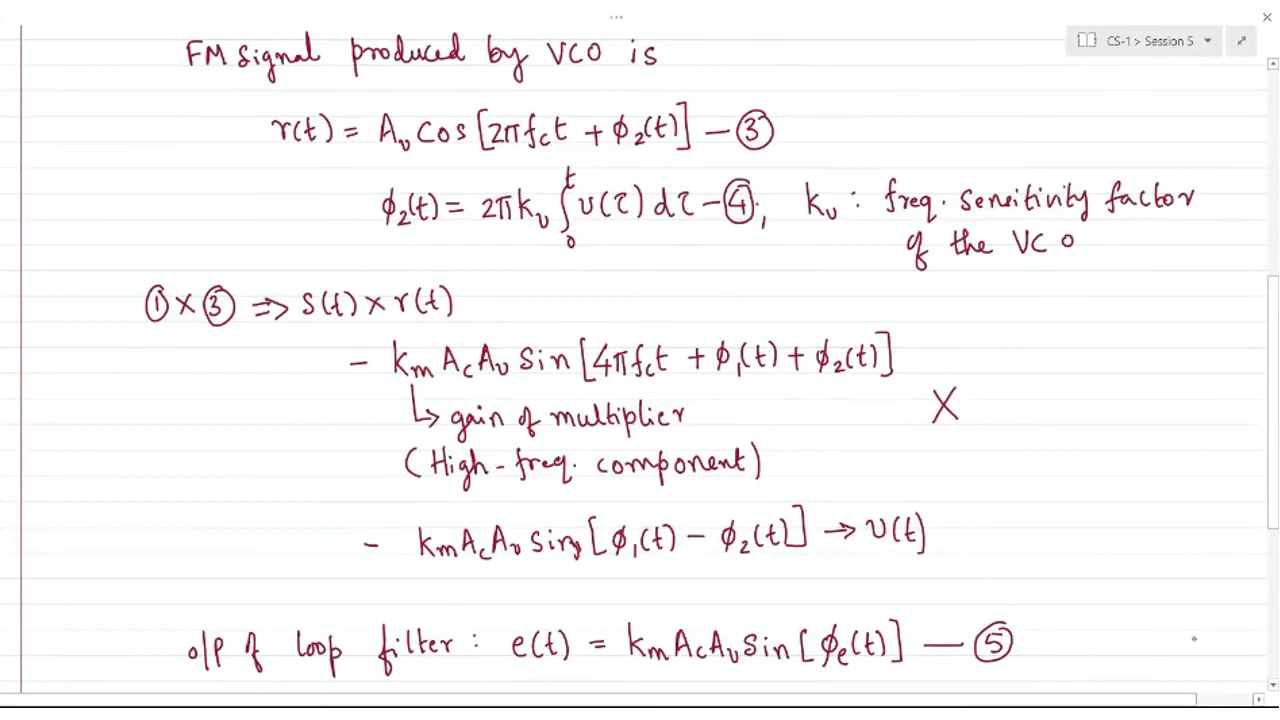 CS-1 > Session 5
FM signal produced by VCO is
r(t) = A_v Cos[2πf_ct + ϕ_2(t)] — ③
ϕ_2(t) = 2πk_v ∫_0^t v(τ) dτ — ④, k_v : freq. sensitivity factor
of the VCO
① × ③ ⇒ s(t) × r(t)
- k_m A_c A_v Sin[4πf_ct + ϕ_1(t) + ϕ_2(t)]
↳ gain of multiplier X
(High-freq. component)
- k_m A_c A_v Sin[ϕ_1(t) - ϕ_2(t)] → v(t)
o/p of loop filter : e(t) = k_m A_c A_v Sin[ϕ_e(t)] — ⑤